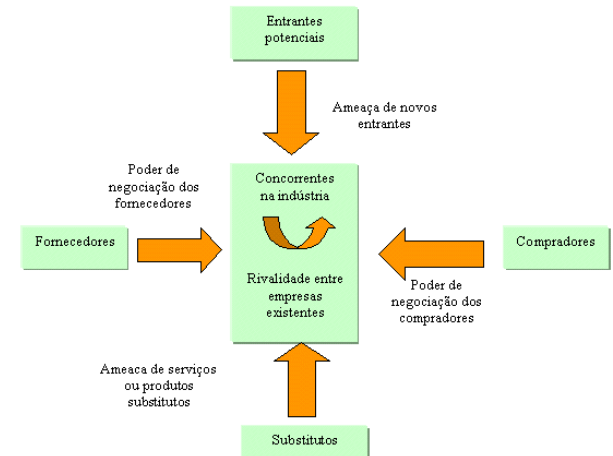 Entrantes
potenciais
Ameaça de novos
entrantes
Poder de
negociação dos
fornecedores
Concorrentes
na indústria
Fornecedores
Compradores
Rivalidade entre
empresas
existentes
Poder de
negociação dos
compradores
Ameaca de serviços
ou produtos
substitutos
Substitutos